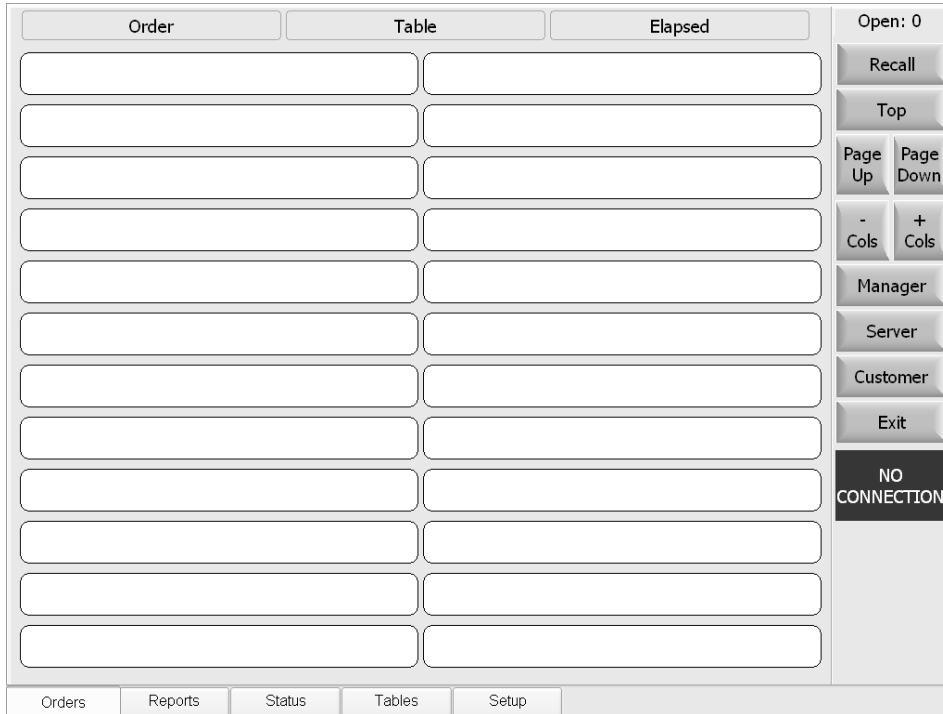 Order Table Elapsed
Open: 0
Recall
Top
Page Up
Page Down
- Cols
+ Cols
Manager
Server
Customer
Exit
NO
CONNECTION
Orders Reports Status Tables Setup